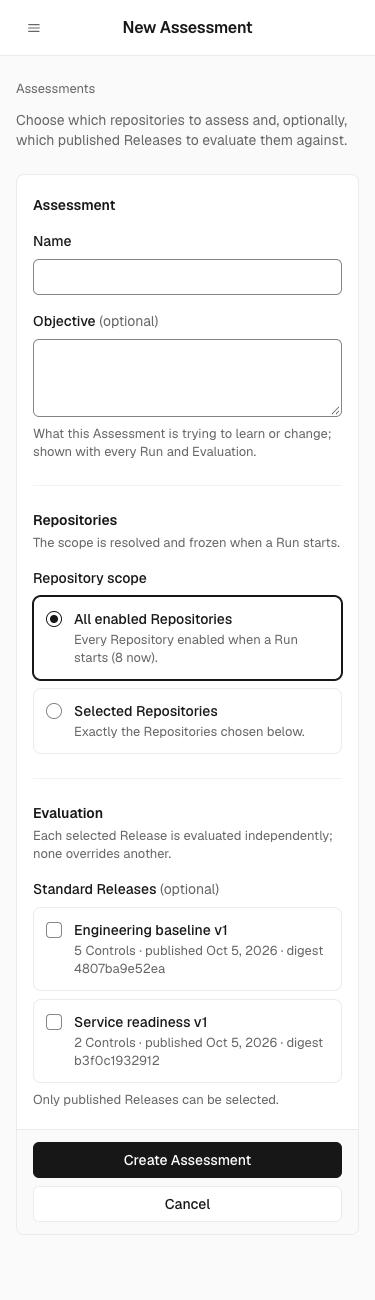 New Assessment
Assessments
Choose which repositories to assess and, optionally,
which published Releases to evaluate them against.
Assessment
Name
Objective (optional)
What this Assessment is trying to learn or change;
shown with every Run and Evaluation.
Repositories
The scope is resolved and frozen when a Run starts.
Repository scope
All enabled Repositories
Every Repository enabled when a Run
starts (8 now).
Selected Repositories
Exactly the Repositories chosen below.
Evaluation
Each selected Release is evaluated independently;
none overrides another.
Standard Releases (optional)
Engineering baseline v1
5 Controls · published Oct 5, 2026 · digest
4807ba9e52ea
Service readiness v1
2 Controls · published Oct 5, 2026 · digest
b3f0c1932912
Only published Releases can be selected.
Create Assessment
Cancel